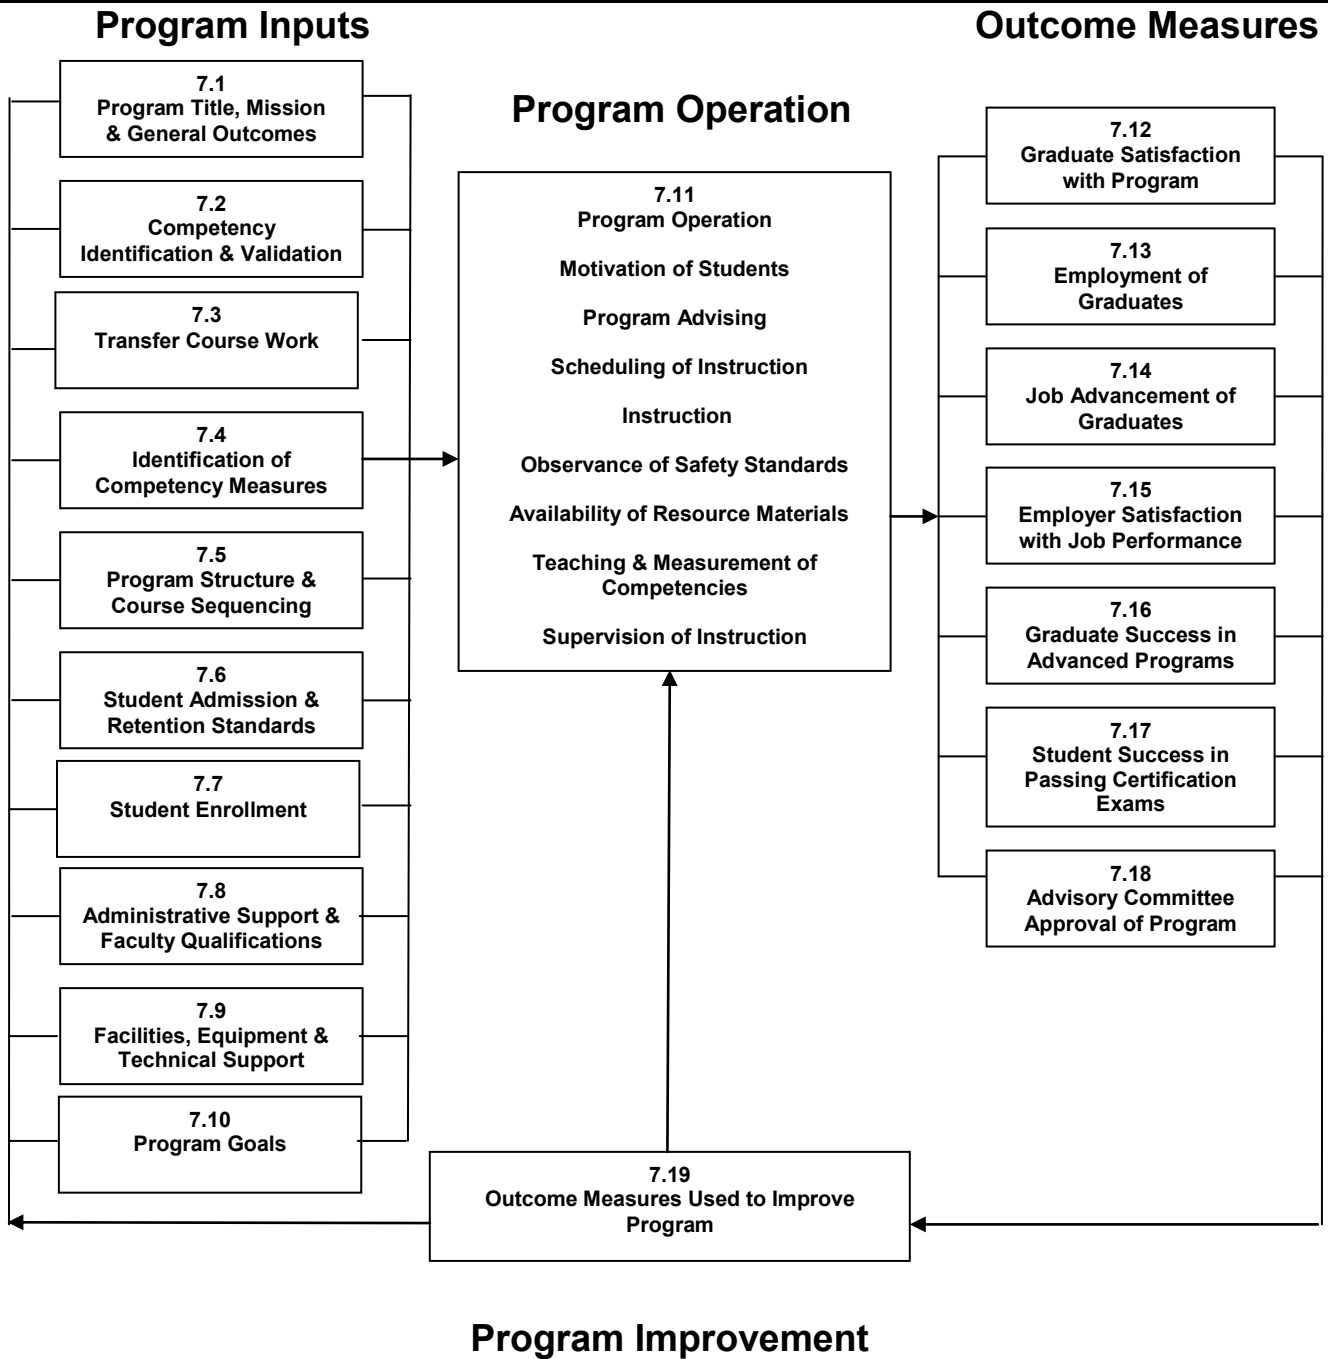 Program Inputs
7.1
Program Title, Mission
& General Outcomes
7.2
Competency
Identification & Validation
7.3
Transfer Course Work
7.4
Identification of
Competency Measures
7.5
Program Structure &
Course Sequencing
7.6
Student Admission &
Retention Standards
7.7
Student Enrollment
7.8
Administrative Support &
Faculty Qualifications
7.9
Facilities, Equipment &
Technical Support
7.10
Program Goals
Program Operation
7.11
Program Operation
Motivation of Students
Program Advising
Scheduling of Instruction
Instruction
Observance of Safety Standards
Availability of Resource Materials
Teaching & Measurement of
Competencies
Supervision of Instruction
Outcome Measures
7.12
Graduate Satisfaction
with Program
7.13
Employment of
Graduates
7.14
Job Advancement of
Graduates
7.15
Employer Satisfaction
with Job Performance
7.16
Graduate Success in
Advanced Programs
7.17
Student Success in
Passing Certification
Exams
7.18
Advisory Committee
Approval of Program
7.19
Outcome Measures Used to Improve
Program
Program Improvement